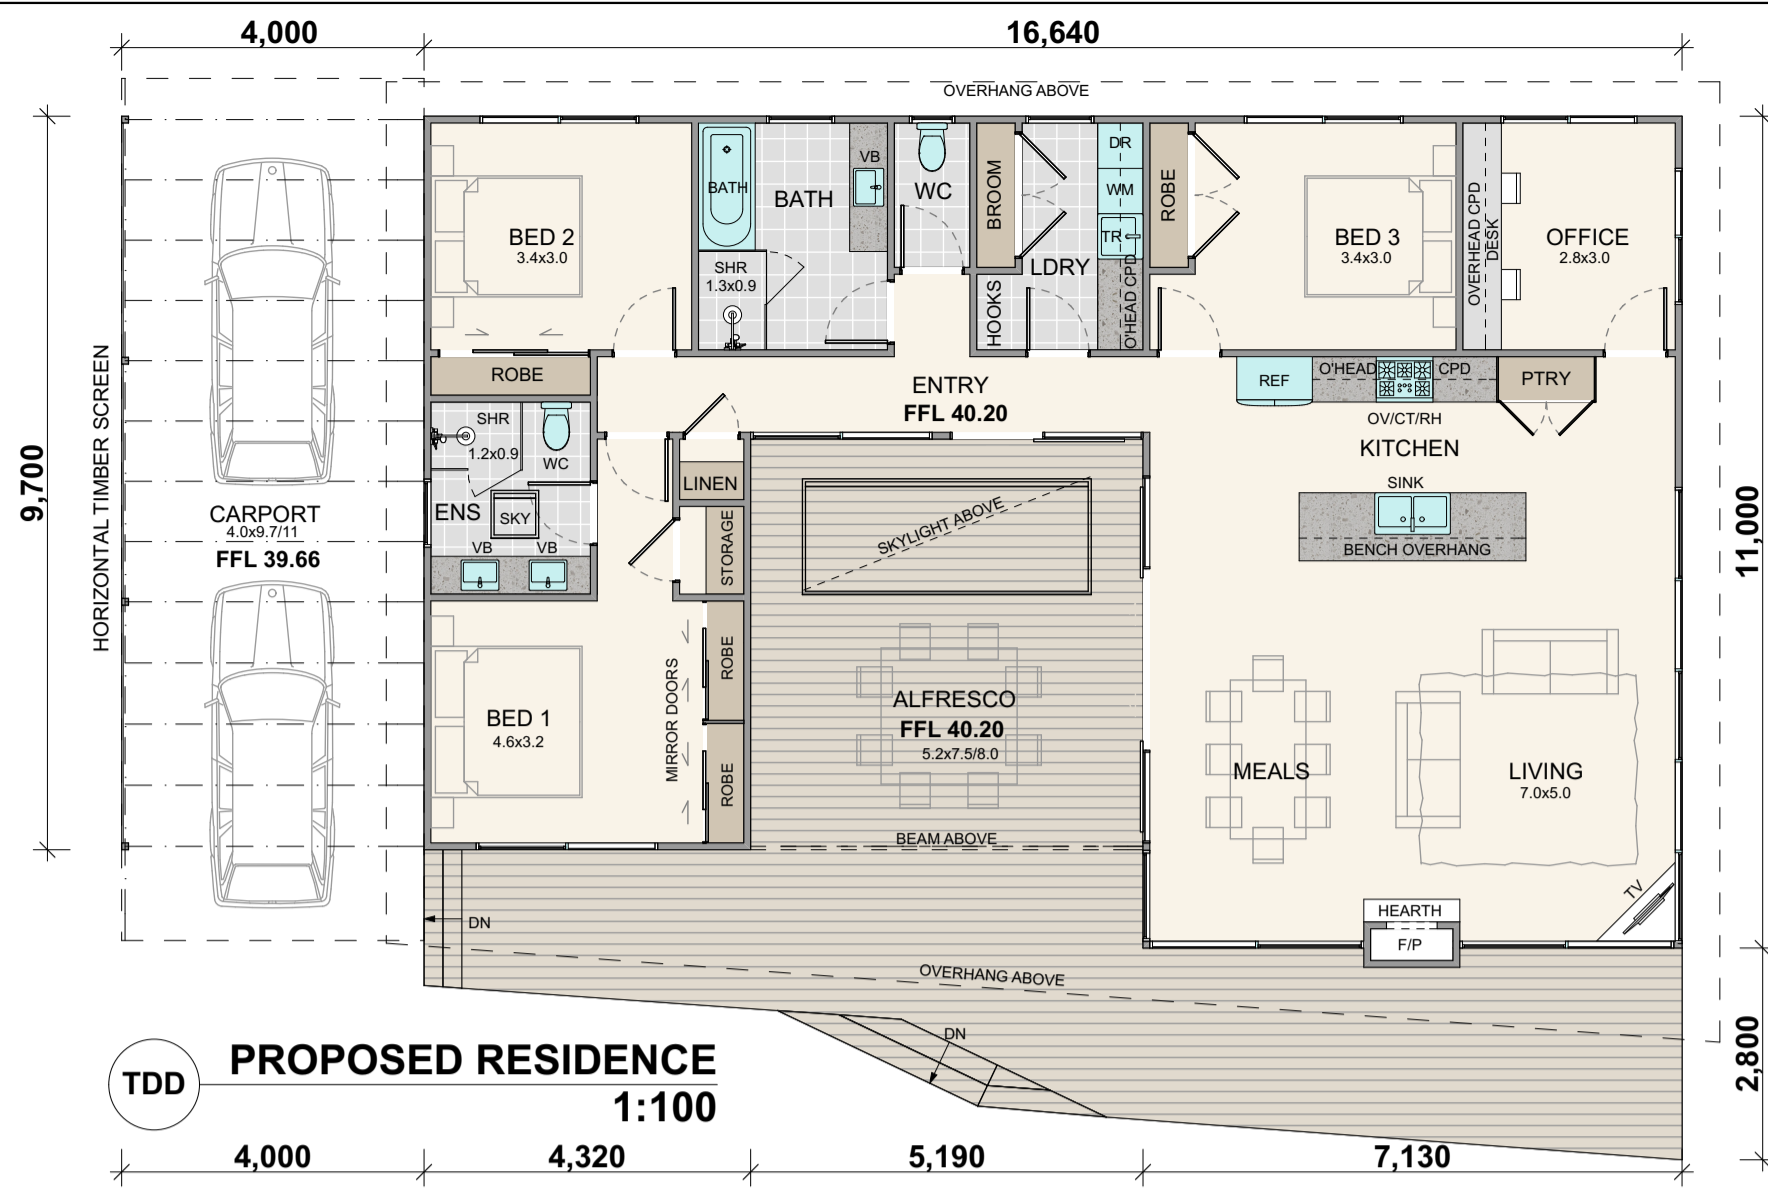 4,000
16,640
OVERHANG ABOVE
BED 2
3.4x3.0
BATH
BATH
VB
SHR
1.3x0.9
WC
BROOM
HOOKS
LDRY
DR
WM
TR
O'HEAD CPD
ROBE
BED 3
3.4x3.0
OVERHEAD CPD
DESK
OFFICE
2.8x3.0
HORIZONTAL TIMBER SCREEN
9,700
11,000
2,800
ROBE
ENTRY
FFL 40.20
REF
O'HEAD
CPD
PTRY
OV/CT/RH
KITCHEN
SINK
BENCH OVERHANG
SHR
1.2x0.9
WC
ENS
SKY
VB
VB
LINEN
STORAGE
SKYLIGHT ABOVE
CARPORT
4.0x9.7/11
FFL 39.66
BED 1
4.6x3.2
MIRROR DOORS
ROBE
ROBE
ALFRESCO
FFL 40.20
5.2x7.5/8.0
BEAM ABOVE
MEALS
LIVING
7.0x5.0
TV
HEARTH
F/P
DN
OVERHANG ABOVE
DN
TDD
PROPOSED RESIDENCE
1:100
4,000
4,320
5,190
7,130